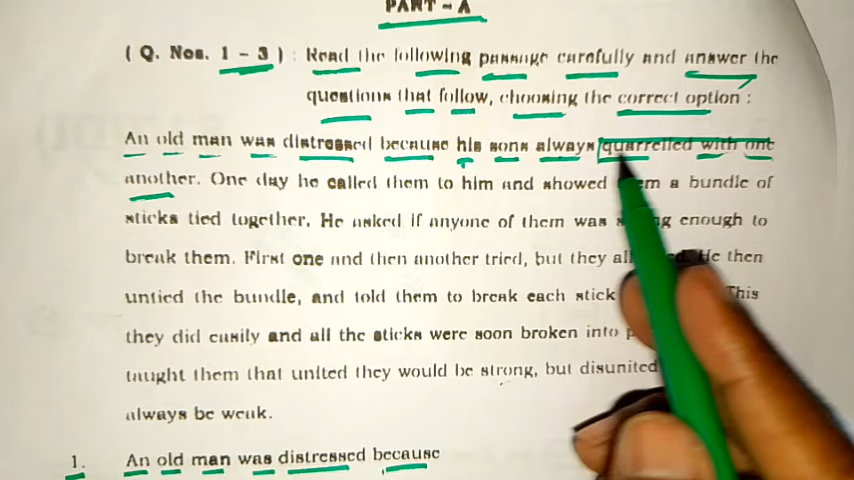 PART – A
( Q. Nos. 1 – 3 ) : Read the following passage carefully and answer the
questions that follow, choosing the correct option :
An old man was distressed because his sons always quarrelled with one
another. One day he called them to him and showed a bundle of
sticks tied together. He asked if anyone of them was enough to
break them. First one and then another tried, but they He then
untied the bundle, and told them to break each stick This
they did easily and all the sticks were soon broken into
taught them that united they would be strong, but disunited
always be weak.
1. An old man was distressed because